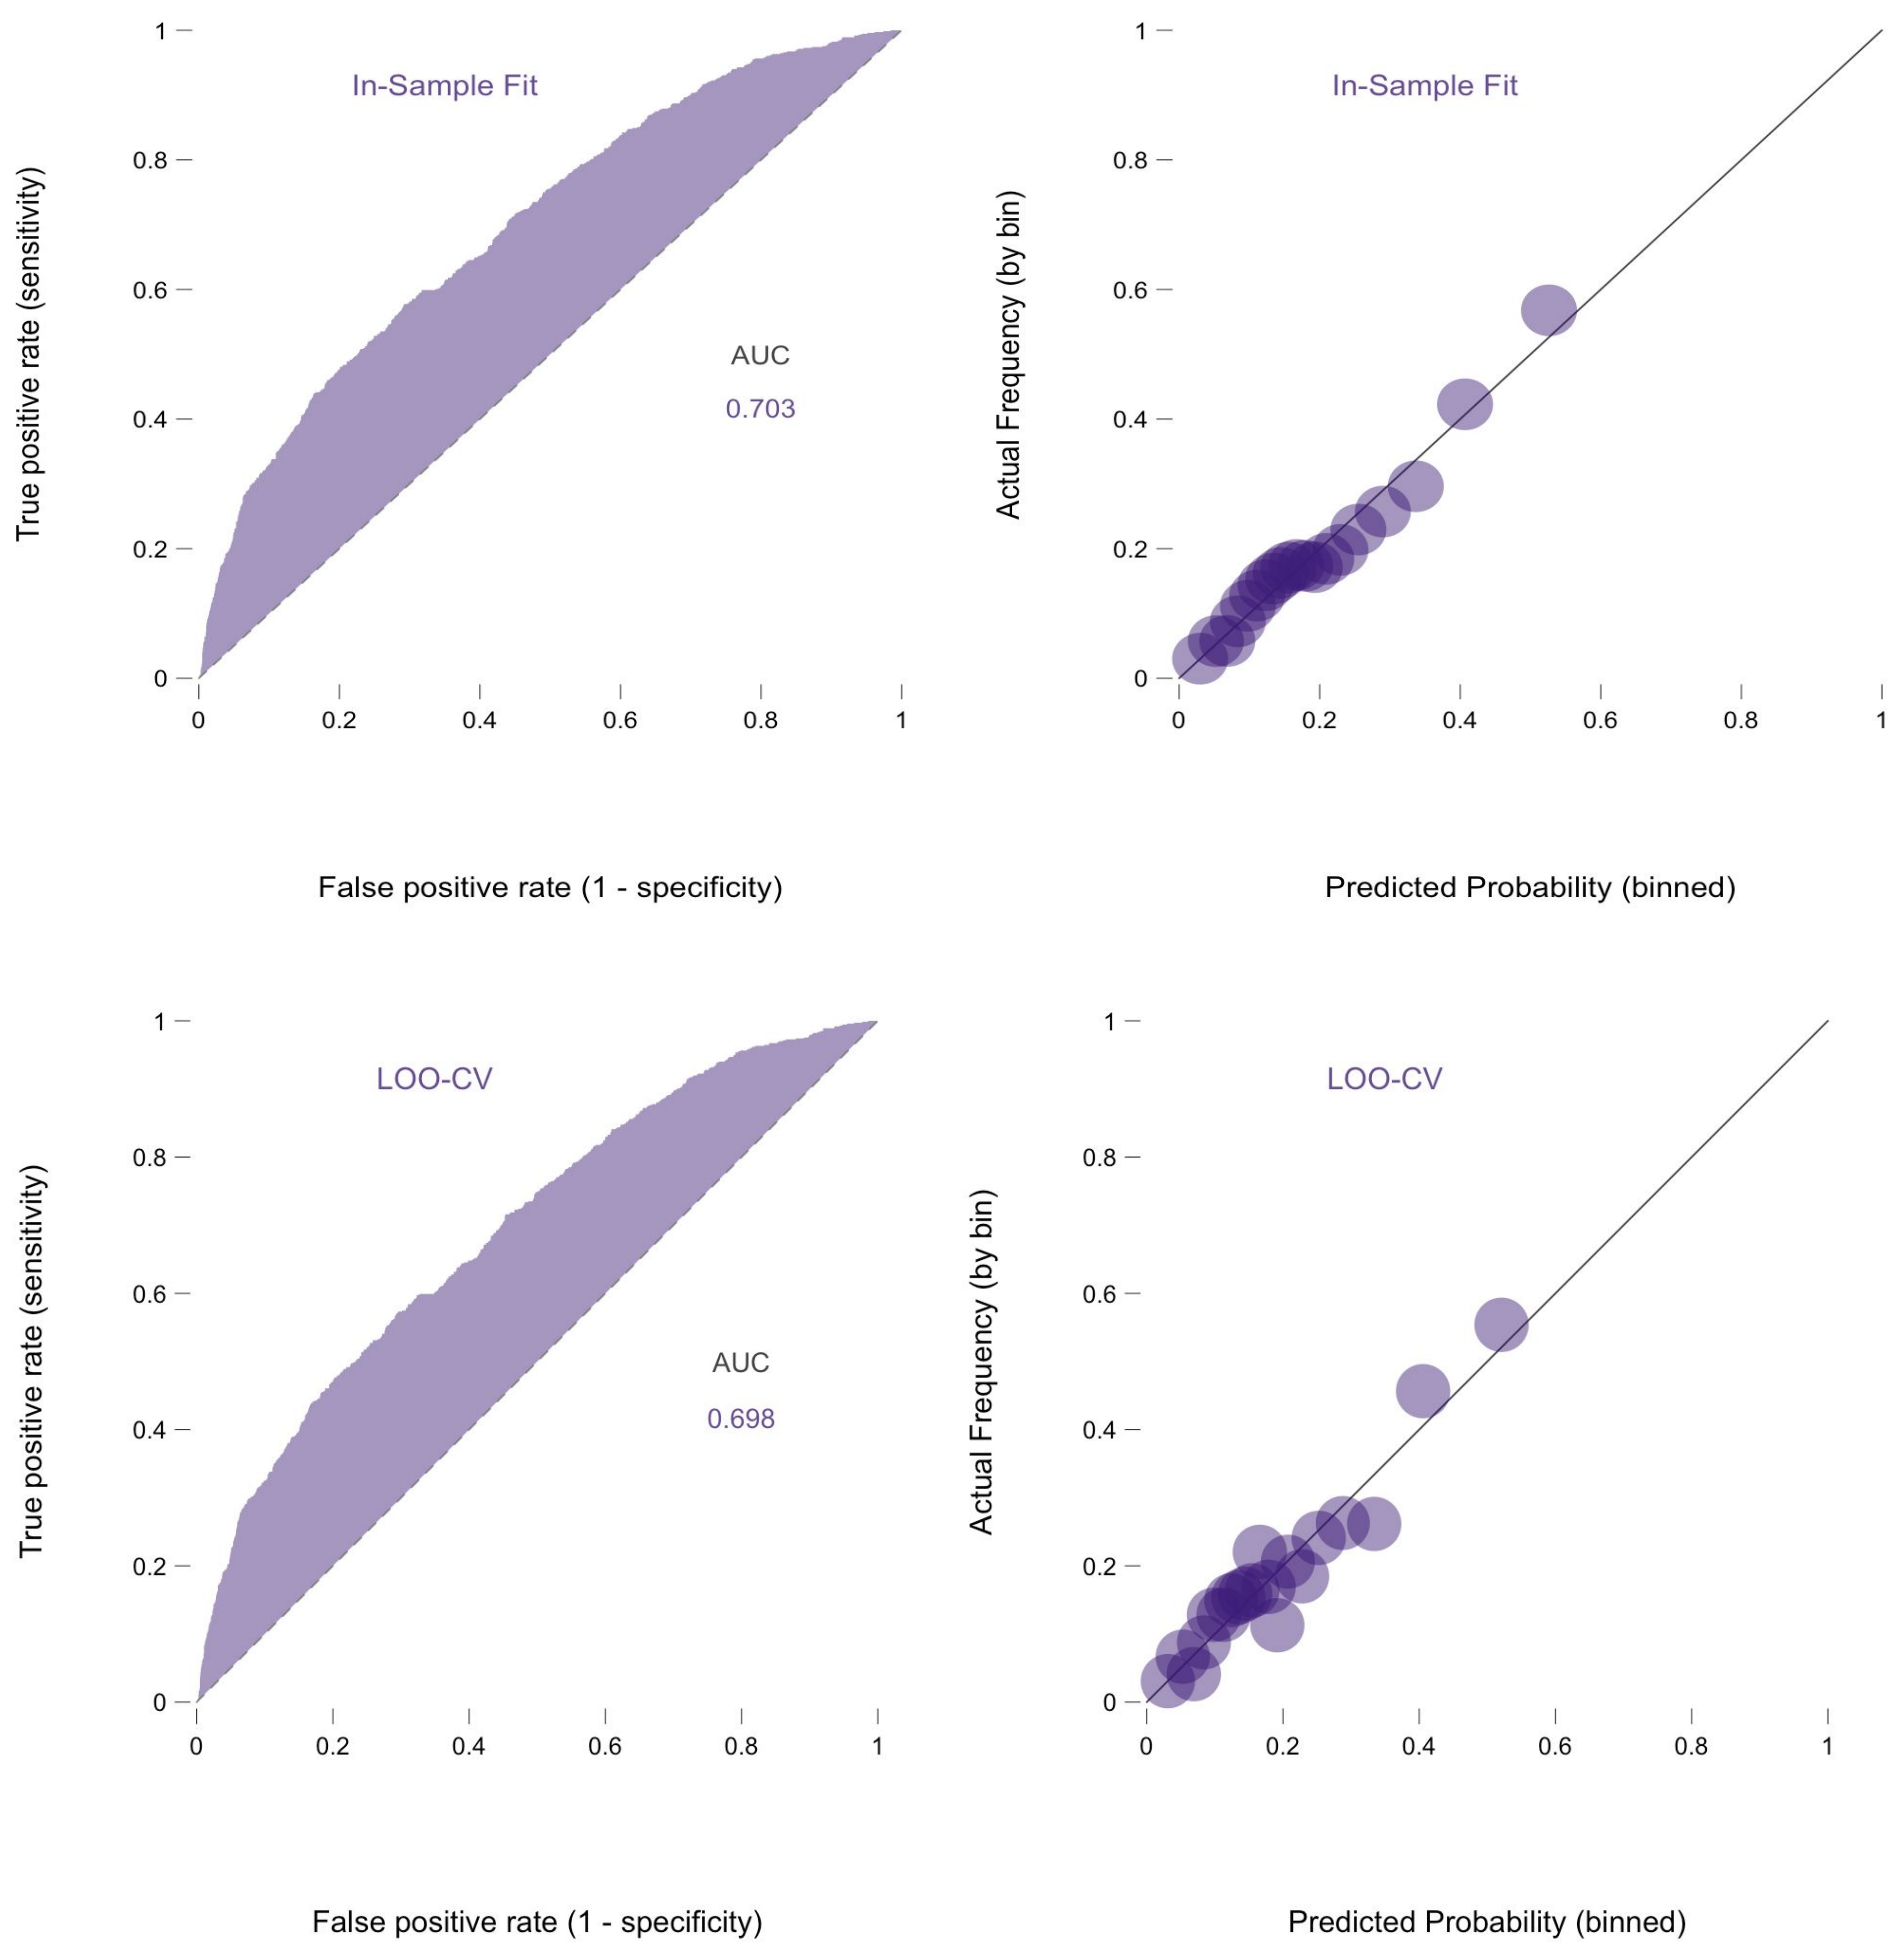 In-Sample Fit
True positive rate (sensitivity)
1
0.8
0.6
0.4
0.2
0
AUC
0.703
0 0.2 0.4 0.6 0.8 1
False positive rate (1 - specificity)
In-Sample Fit
Actual Frequency (by bin)
1
0.8
0.6
0.4
0.2
0
0 0.2 0.4 0.6 0.8 1
Predicted Probability (binned)
LOO-CV
True positive rate (sensitivity)
1
0.8
0.6
0.4
0.2
0
AUC
0.698
0 0.2 0.4 0.6 0.8 1
False positive rate (1 - specificity)
LOO-CV
Actual Frequency (by bin)
1
0.8
0.6
0.4
0.2
0
0 0.2 0.4 0.6 0.8 1
Predicted Probability (binned)